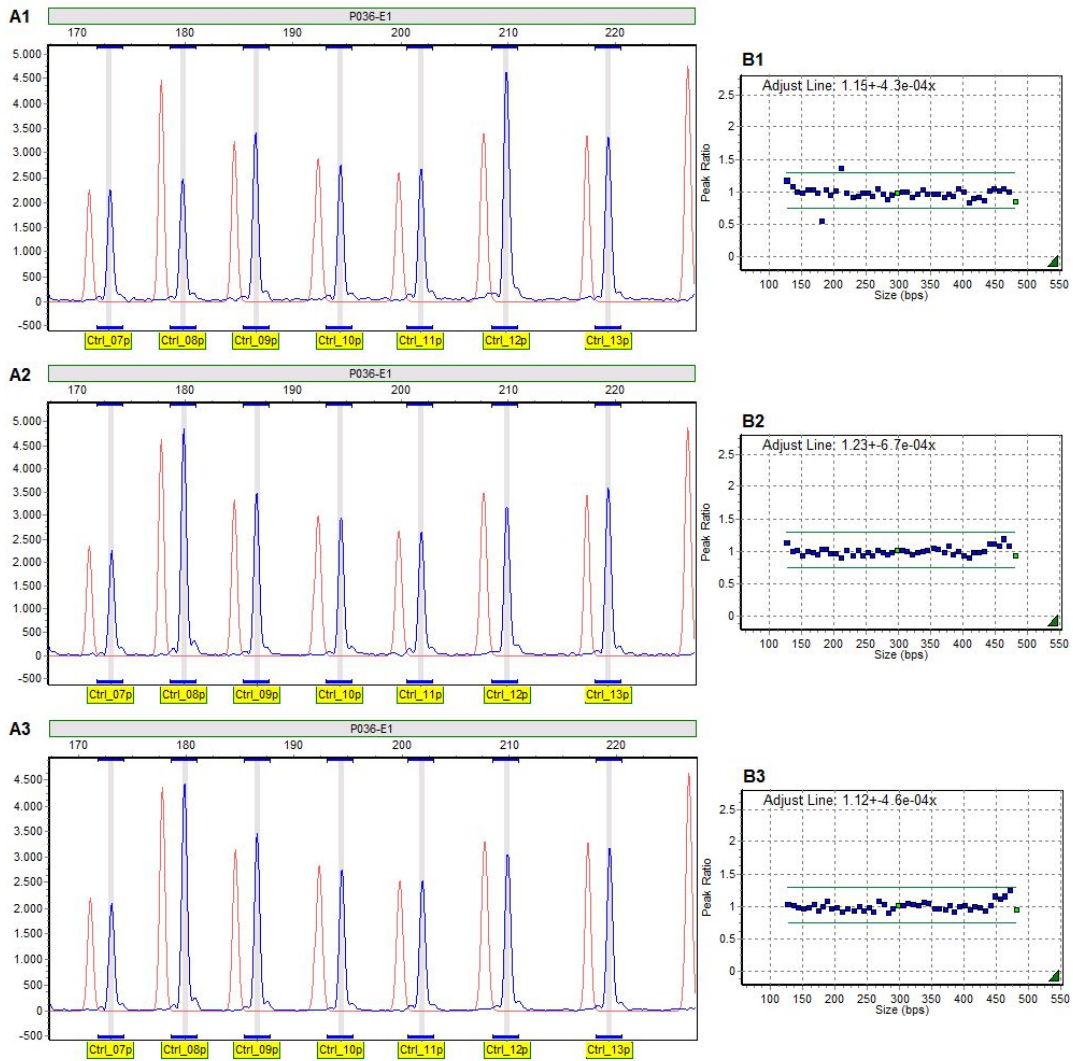 A1
P036-E1
170 180 190 200 210 220
5.000
4.500
4.000
3.500
3.000
2.500
2.000
1.500
1.000
500
0
-500
Ctrl_07p Ctrl_08p Ctrl_09p Ctrl_10p Ctrl_11p Ctrl_12p Ctrl_13p
B1
Adjust Line: 1.15+-4.3e-04x
Peak Ratio
2.5
2
1.5
1
0.5
0
100 150 200 250 300 350 400 450 500 550
Size (bps)
A2
P036-E1
170 180 190 200 210 220
5.000
4.500
4.000
3.500
3.000
2.500
2.000
1.500
1.000
500
0
-500
Ctrl_07p Ctrl_08p Ctrl_09p Ctrl_10p Ctrl_11p Ctrl_12p Ctrl_13p
B2
Adjust Line: 1.23+-6.7e-04x
Peak Ratio
2.5
2
1.5
1
0.5
0
100 150 200 250 300 350 400 450 500 550
Size (bps)
A3
P036-E1
170 180 190 200 210 220
4.500
4.000
3.500
3.000
2.500
2.000
1.500
1.000
500
0
-500
Ctrl_07p Ctrl_08p Ctrl_09p Ctrl_10p Ctrl_11p Ctrl_12p Ctrl_13p
B3
Adjust Line: 1.12+-4.6e-04x
Peak Ratio
2.5
2
1.5
1
0.5
0
100 150 200 250 300 350 400 450 500 550
Size (bps)